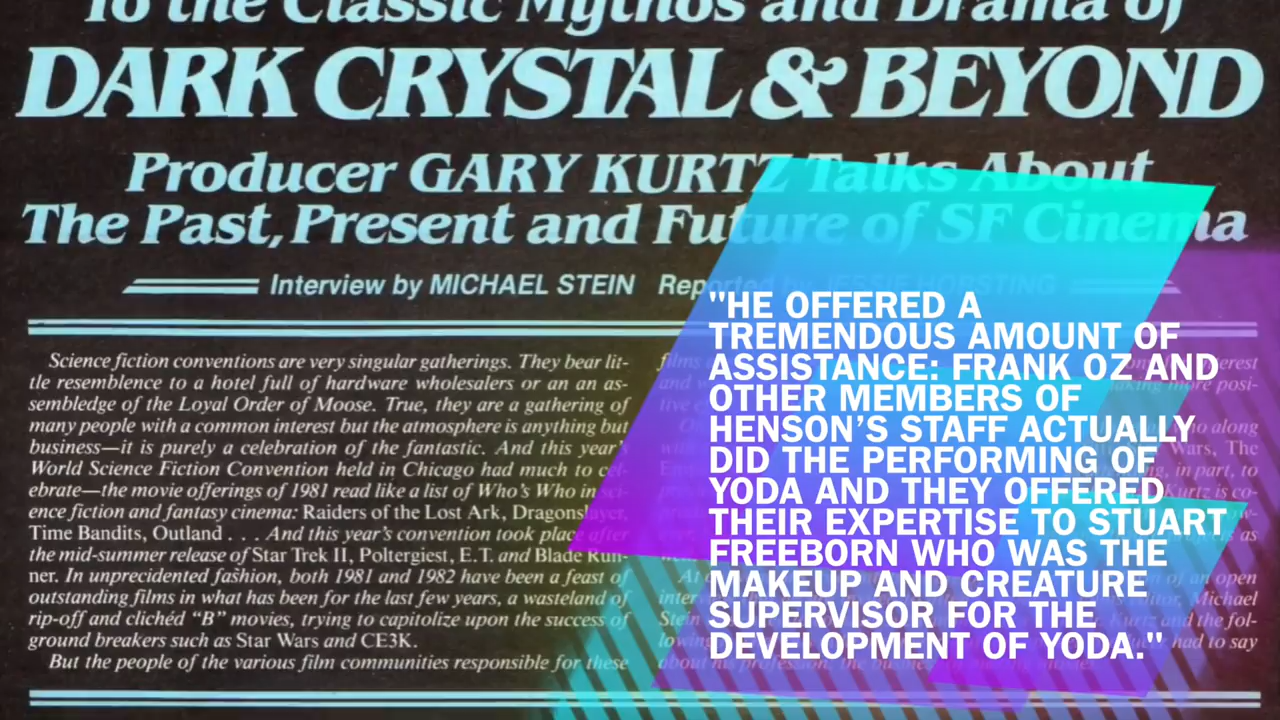 To the Classic Mythos and Drama of
DARK CRYSTAL & BEYOND
Producer GARY KURTZ Talks About
The Past, Present and Future of SF Cinema
Interview by MICHAEL STEIN Reported by JESSIE HORSTING
Science fiction conventions are very singular gatherings. They bear lit-
tle resemblence to a hotel full of hardware wholesalers or an an as-
sembledge of the Loyal Order of Moose. True, they are a gathering of
many people with a common interest but the atmosphere is anything but
business—it is purely a celebration of the fantastic. And this year's
World Science Fiction Convention held in Chicago had much to cel-
ebrate—the movie offerings of 1981 read like a list of Who's Who in sci-
ence fiction and fantasy cinema: Raiders of the Lost Ark, Dragonslayer,
Time Bandits, Outland . . . And this year's convention took place after
the mid-summer release of Star Trek II, Poltergiest, E.T. and Blade Run-
ner. In unprecidented fashion, both 1981 and 1982 have been a feast of
outstanding films in what has been for the last few years, a wasteland of
rip-off and clichéd "B" movies, trying to capitolize upon the success of
ground breakers such as Star Wars and CE3K.
But the people of the various film communities responsible for these
"HE OFFERED A
TREMENDOUS AMOUNT OF
ASSISTANCE: FRANK OZ AND
OTHER MEMBERS OF
HENSON'S STAFF ACTUALLY
DID THE PERFORMING OF
YODA AND THEY OFFERED
THEIR EXPERTISE TO STUART
FREEBORN WHO WAS THE
MAKEUP AND CREATURE
SUPERVISOR FOR THE
DEVELOPMENT OF YODA."